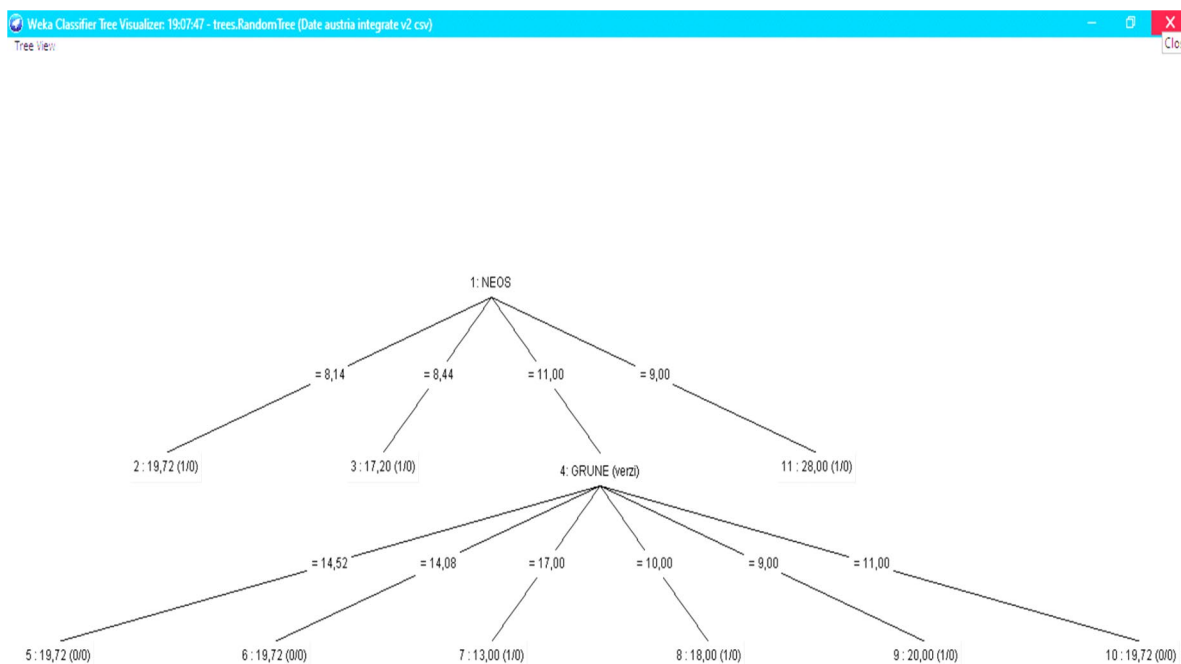 Weka Classifier Tree Visualizer: 19:07:47 - trees.RandomTree (Date austria integrate v2 csv)
Tree View
Clo
1: NEOS
= 8,14 = 8,44 = 11,00 = 9,00
2 : 19,72 (1/0) 3 : 17,20 (1/0) 4: GRUNE (verzi) 11 : 28,00 (1/0)
= 14,52 = 14,08 = 17,00 = 10,00 = 9,00 = 11,00
5 : 19,72 (0/0) 6 : 19,72 (0/0) 7 : 13,00 (1/0) 8 : 18,00 (1/0) 9 : 20,00 (1/0) 10 : 19,72 (0/0)